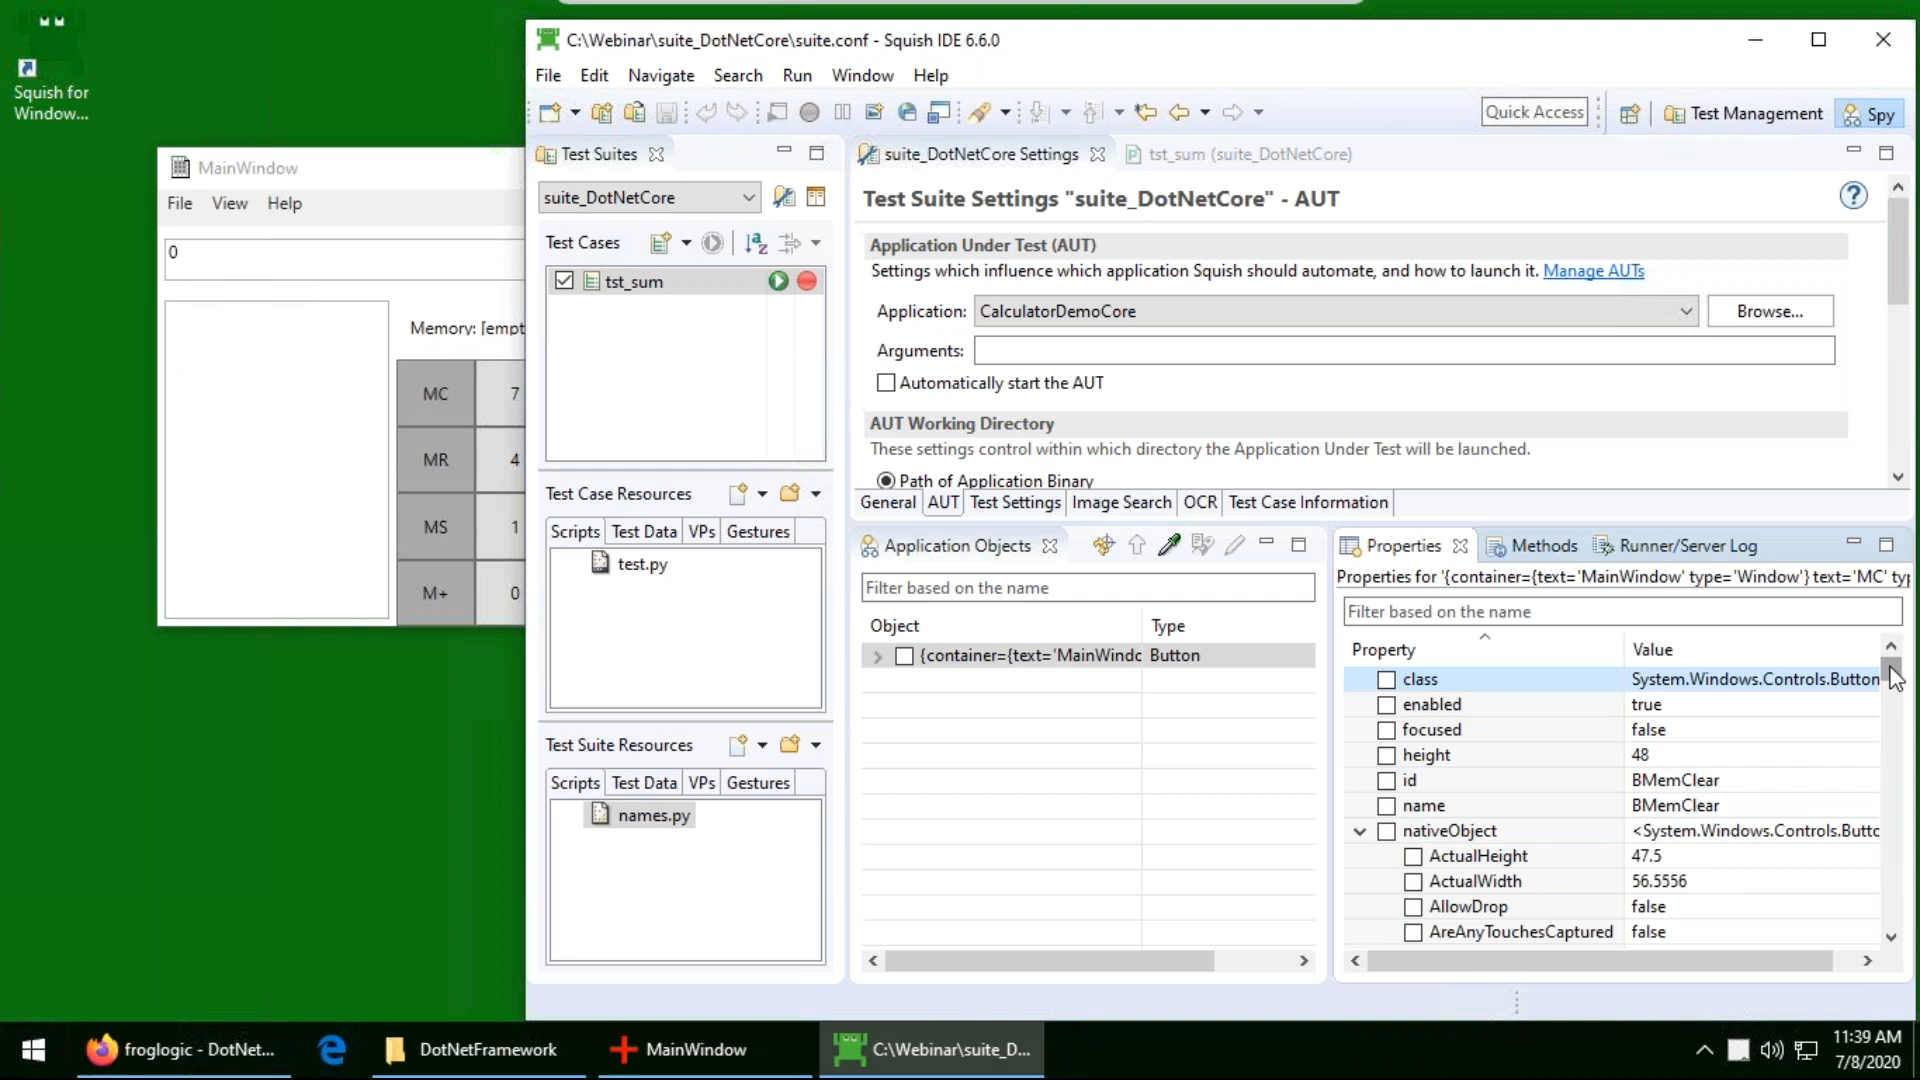 Squish for
Window...
MainWindow
File View Help
0
Memory: [empt
MC 7
MR 4
MS 1
M+ 0
C:\Webinar\suite_DotNetCore\suite.conf - Squish IDE 6.6.0
File Edit Navigate Search Run Window Help
Quick Access Test Management Spy
Test Suites
suite_DotNetCore
Test Cases
tst_sum
Test Case Resources
Scripts Test Data VPs Gestures
test.py
Test Suite Resources
Scripts Test Data VPs Gestures
names.py
suite_DotNetCore Settings tst_sum (suite_DotNetCore)
Test Suite Settings "suite_DotNetCore" - AUT
Application Under Test (AUT)
Settings which influence which application Squish should automate, and how to launch it. Manage AUTs
Application: CalculatorDemoCore Browse...
Arguments:
Automatically start the AUT
AUT Working Directory
These settings control within which directory the Application Under Test will be launched.
Path of Application Binary
General AUT Test Settings Image Search OCR Test Case Information
Application Objects
Filter based on the name
Object Type
{container={text='MainWindc Button
Properties Methods Runner/Server Log
Properties for '{container={text='MainWindow' type='Window'} text='MC' typ
Filter based on the name
Property Value
class System.Windows.Controls.Button
enabled true
focused false
height 48
id BMemClear
name BMemClear
nativeObject <System.Windows.Controls.Buttc
ActualHeight 47.5
ActualWidth 56.5556
AllowDrop false
AreAnyTouchesCaptured false
froglogic - DotNet... DotNetFramework MainWindow C:\Webinar\suite_D...
11:39 AM
7/8/2020